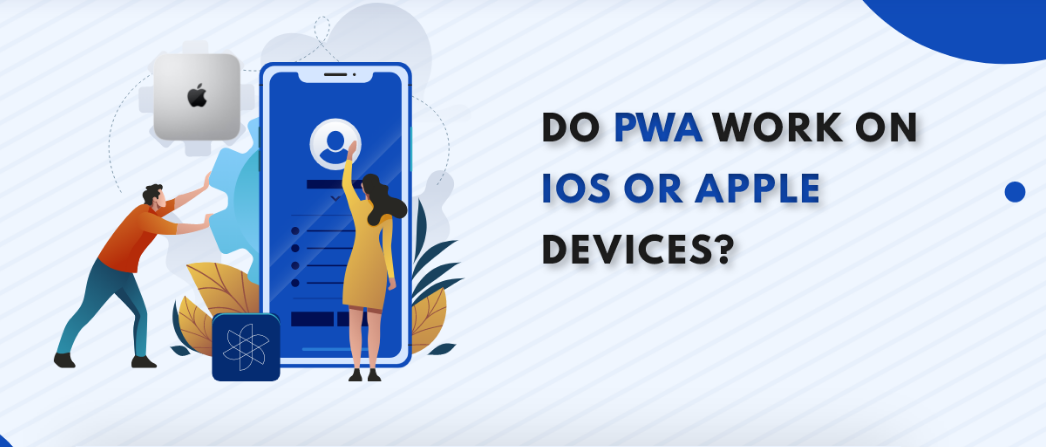 DO PWA WORK ON
IOS OR APPLE
DEVICES?